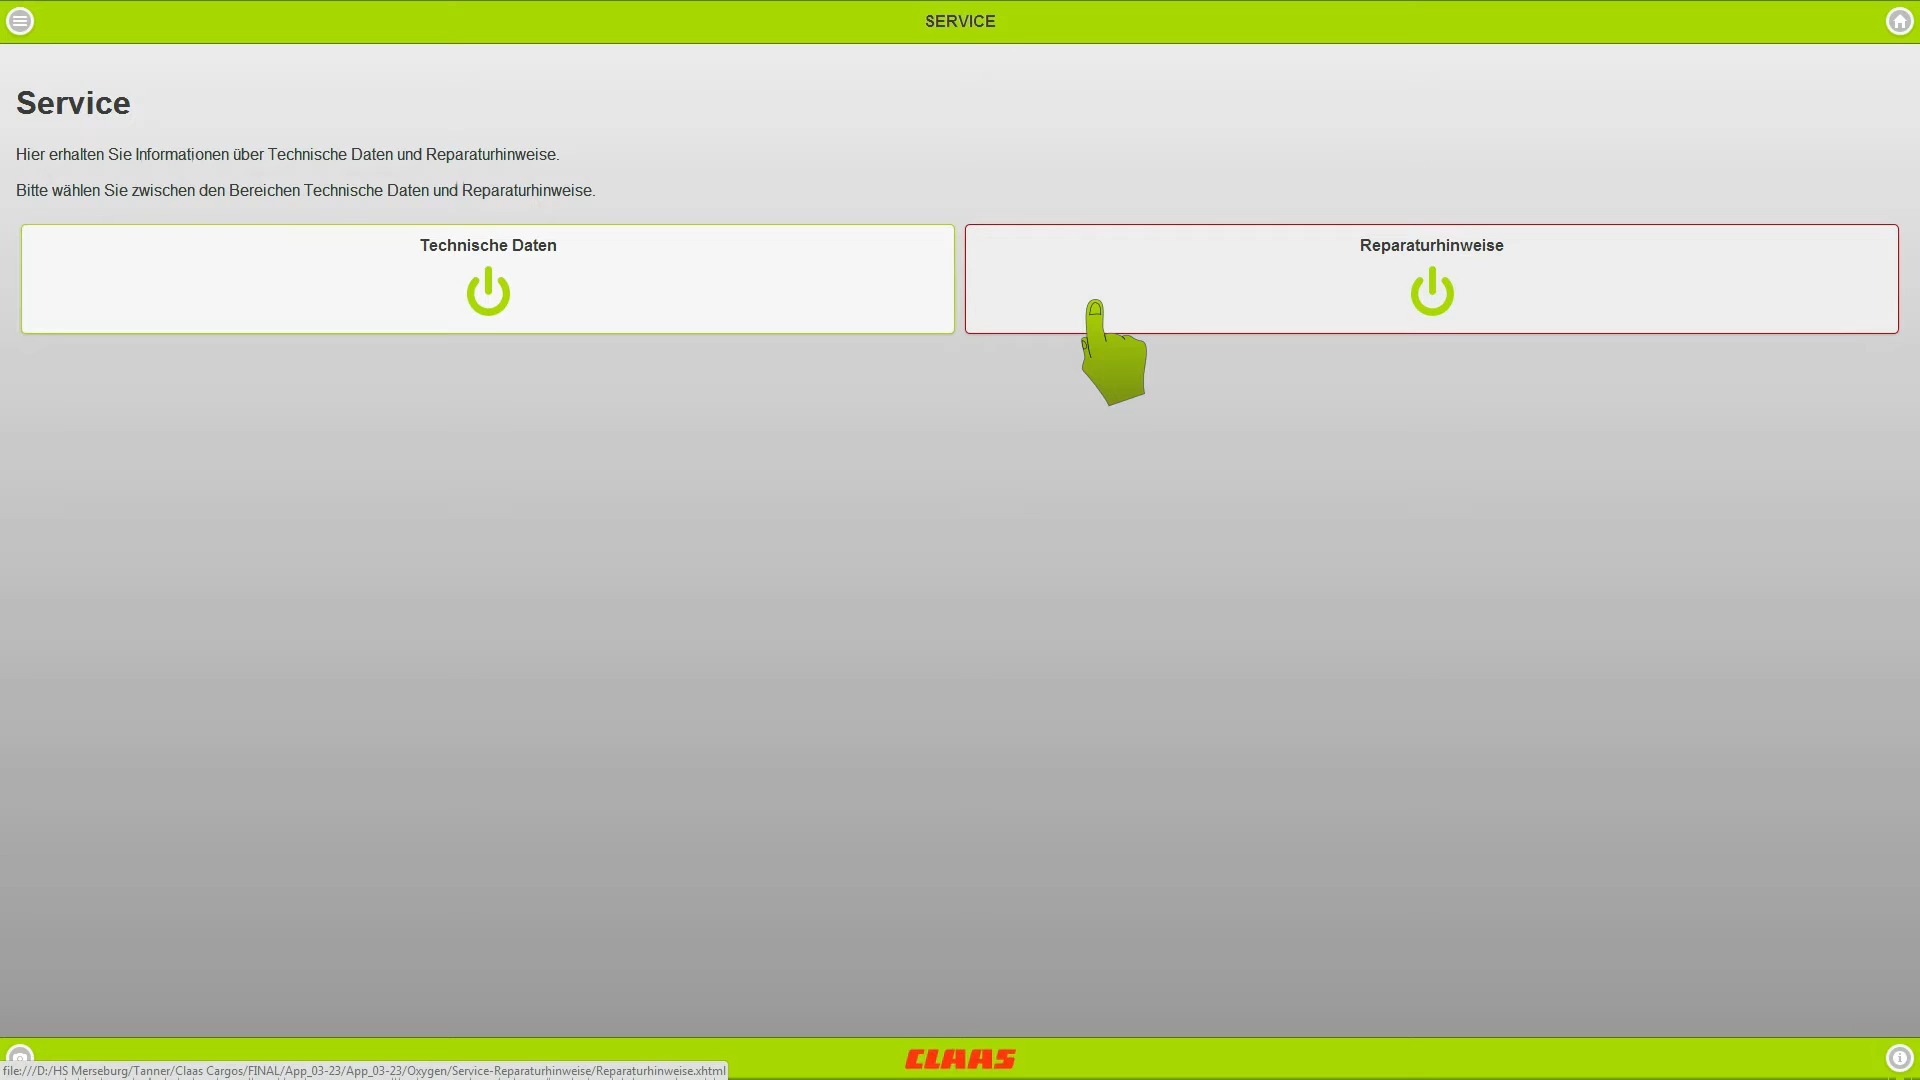 SERVICE
Service
Hier erhalten Sie Informationen über Technische Daten und Reparaturhinweise.
Bitte wählen Sie zwischen den Bereichen Technische Daten und Reparaturhinweise.
Technische Daten
Reparaturhinweise
CLAAS
file:///D:/HS Merseburg/Tanner/Claas Cargos/FINAL/App_03-23/App_03-23/Oxygen/Service-Reparaturhinweise/Reparaturhinweise.xhtml